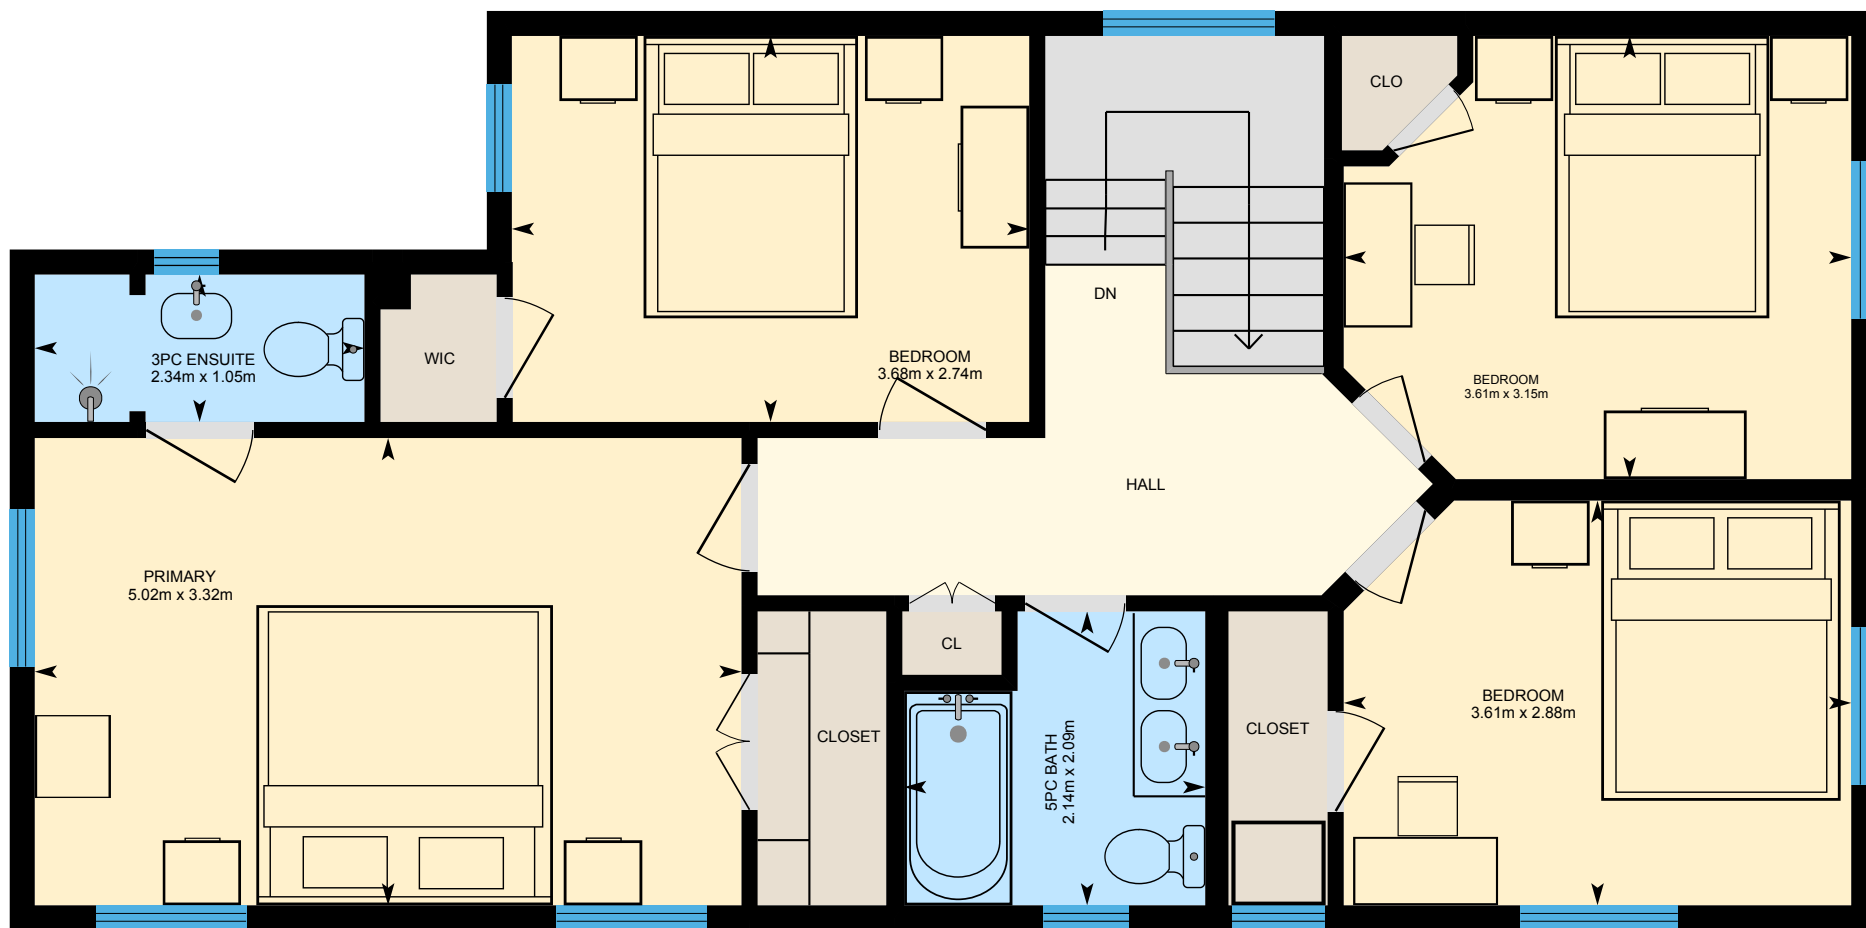 CLO
DN
3PC ENSUITE
2.34m x 1.05m
WIC
BEDROOM
3.68m x 2.74m
BEDROOM
3.61m x 3.15m
HALL
PRIMARY
5.02m x 3.32m
CL
CLOSET
5PC BATH
2.14m x 2.09m
CLOSET
BEDROOM
3.61m x 2.88m